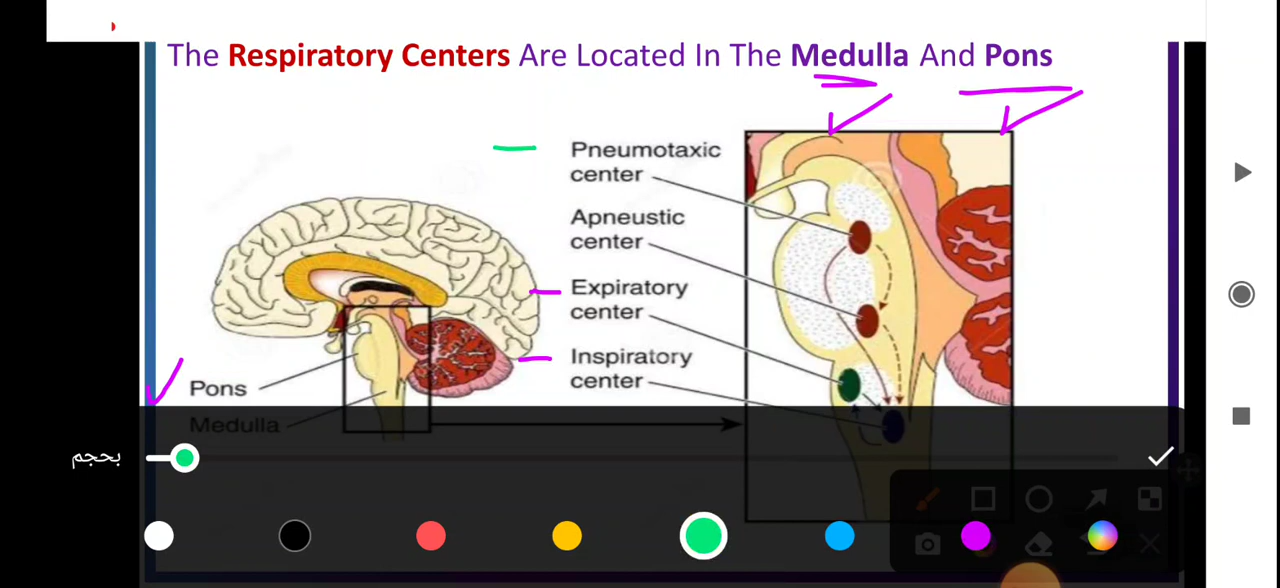 The Respiratory Centers Are Located In The Medulla And Pons
Pneumotaxic
center
Apneustic
center
Expiratory
center
Inspiratory
center
Pons
Medulla
بحجم